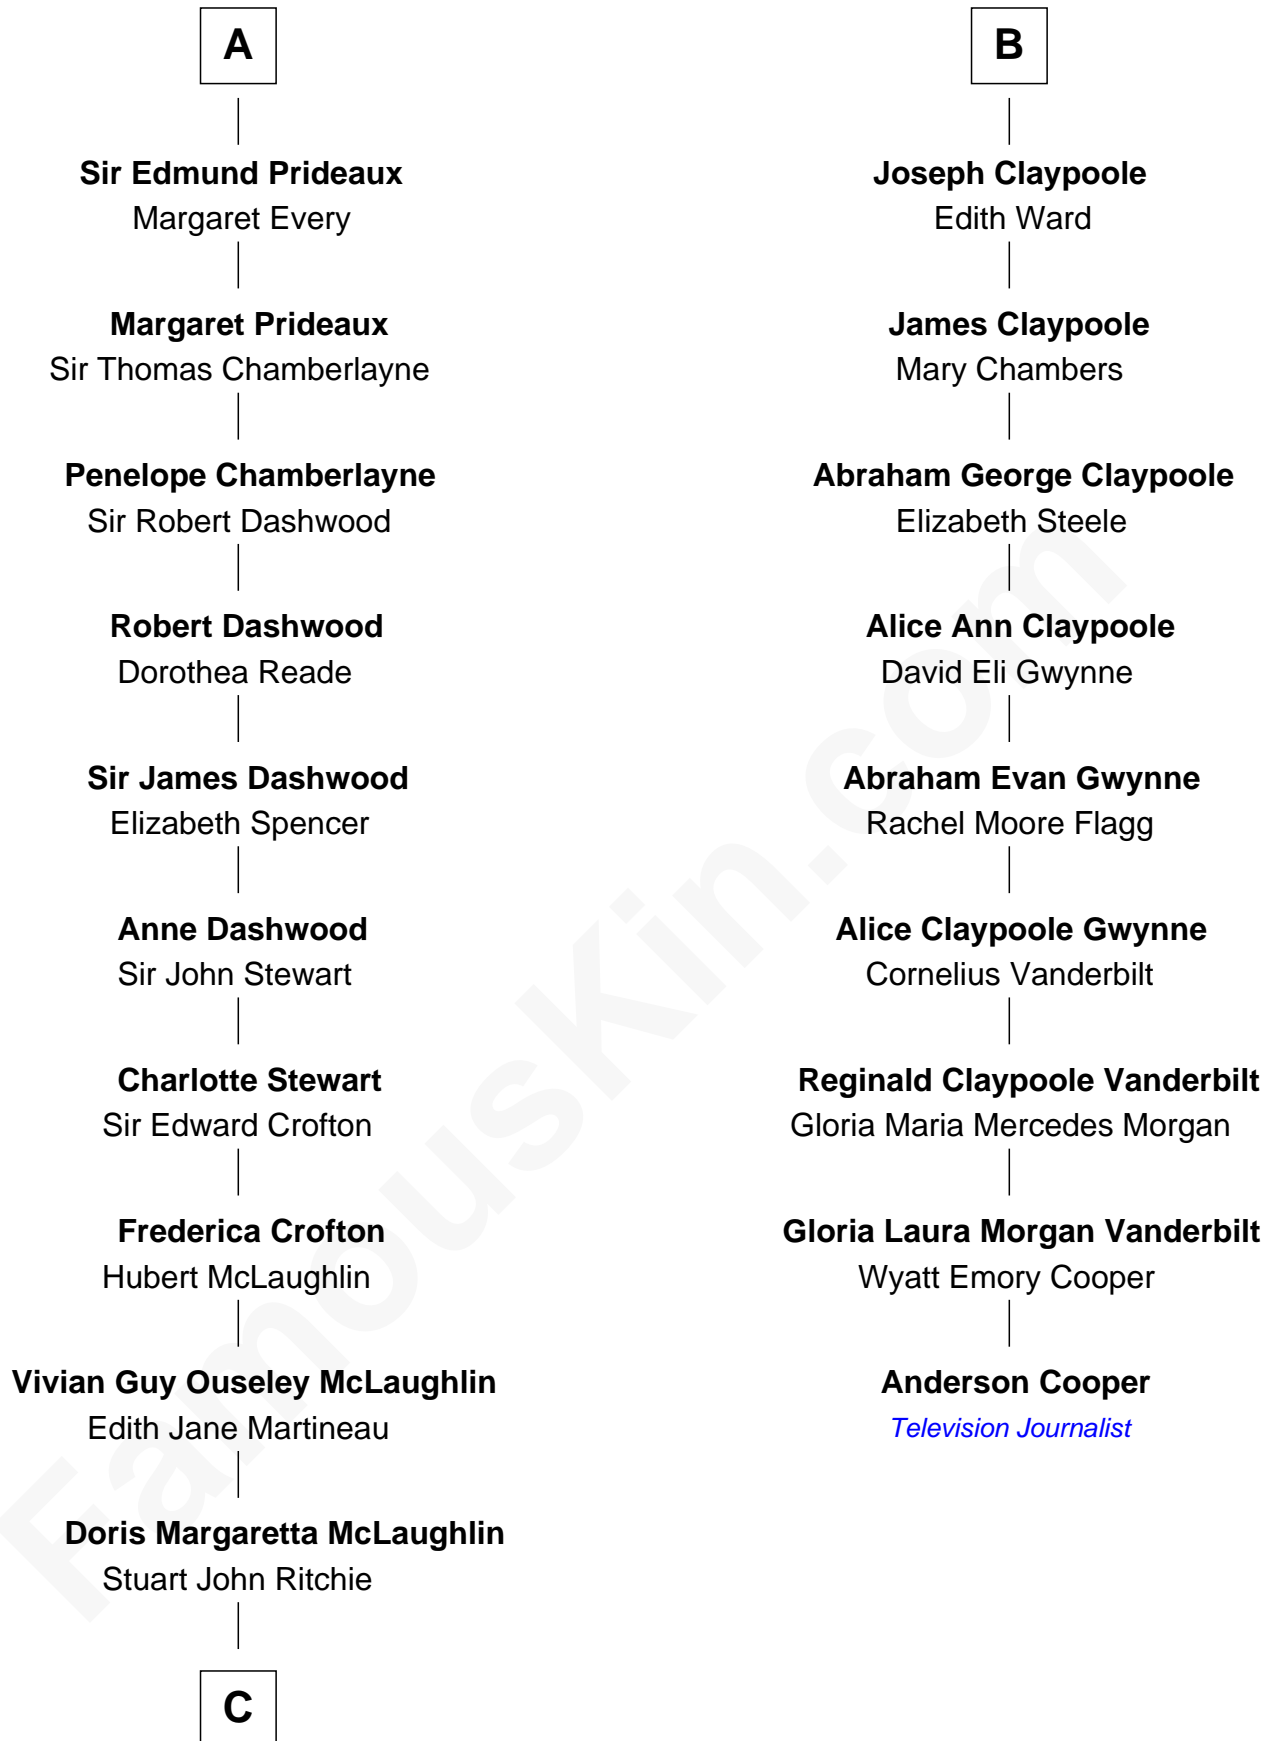 A
Sir Edmund Prideaux
Margaret Every
Margaret Prideaux
Sir Thomas Chamberlayne
Penelope Chamberlayne
Sir Robert Dashwood
Robert Dashwood
Dorothea Reade
Sir James Dashwood
Elizabeth Spencer
Anne Dashwood
Sir John Stewart
Charlotte Stewart
Sir Edward Crofton
Frederica Crofton
Hubert McLaughlin
Vivian Guy Ouseley McLaughlin
Edith Jane Martineau
Doris Margaretta McLaughlin
Stuart John Ritchie
C
B
Joseph Claypoole
Edith Ward
James Claypoole
Mary Chambers
Abraham George Claypoole
Elizabeth Steele
Alice Ann Claypoole
David Eli Gwynne
Abraham Evan Gwynne
Rachel Moore Flagg
Alice Claypoole Gwynne
Cornelius Vanderbilt
Reginald Claypoole Vanderbilt
Gloria Maria Mercedes Morgan
Gloria Laura Morgan Vanderbilt
Wyatt Emory Cooper
Anderson Cooper
Television Journalist
FamousKin.com